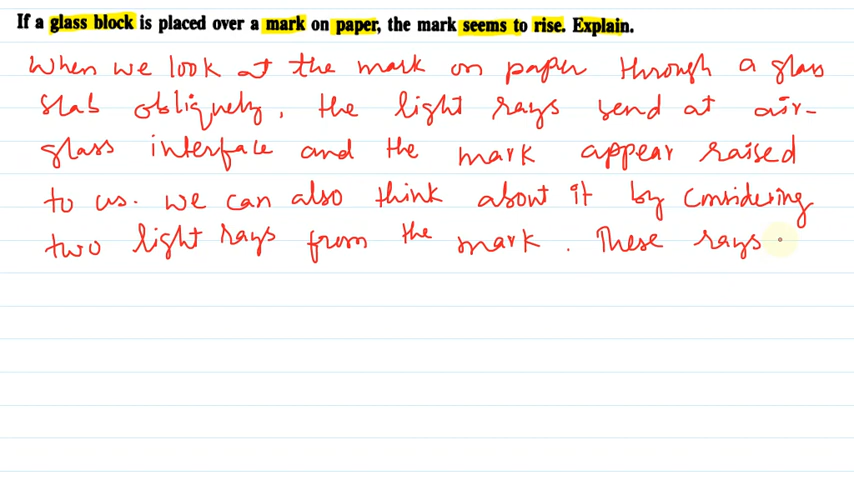 If a glass block is placed over a mark on paper, the mark seems to rise. Explain.
When we look at the mark on paper through a glass
slab obliquely, the light rays bend at air-
glass interface and the mark appear raised
to us. We can also think about it by considering
two light rays from the mark. These rays